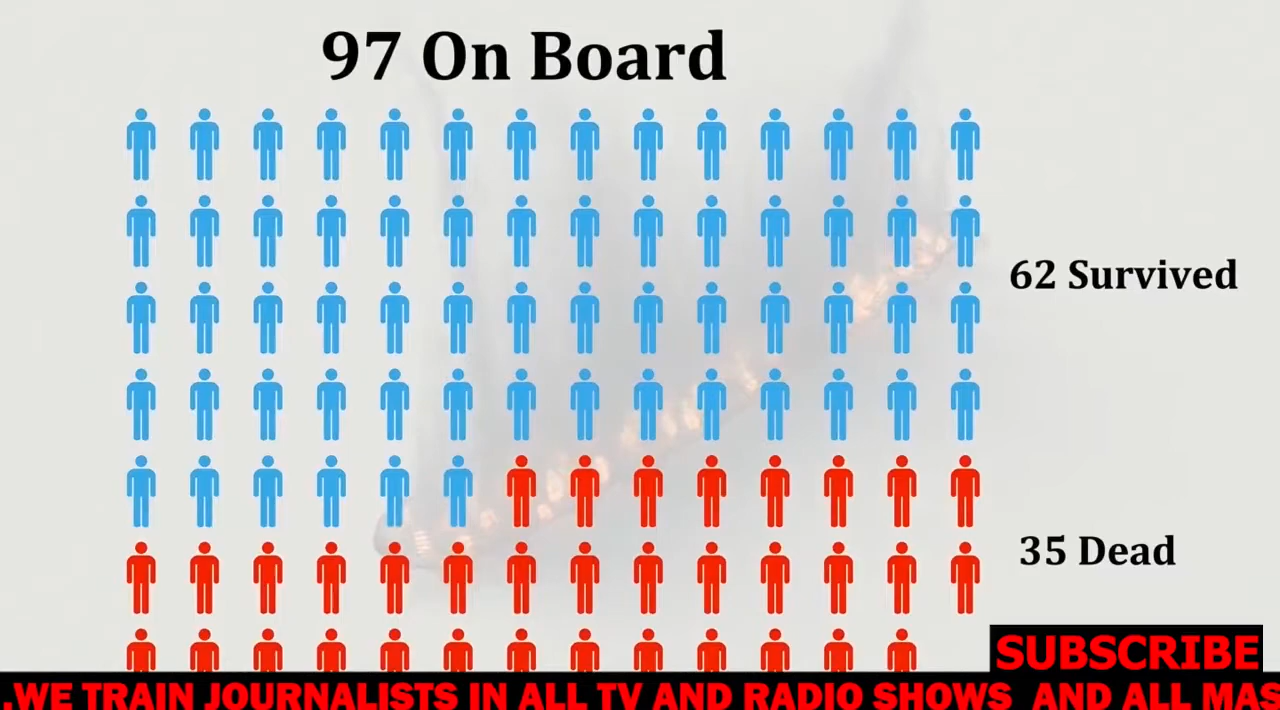 97 On Board
62 Survived
35 Dead
SUBSCRIBE
.WE TRAIN JOURNALISTS IN ALL TV AND RADIO SHOWS AND ALL MAS